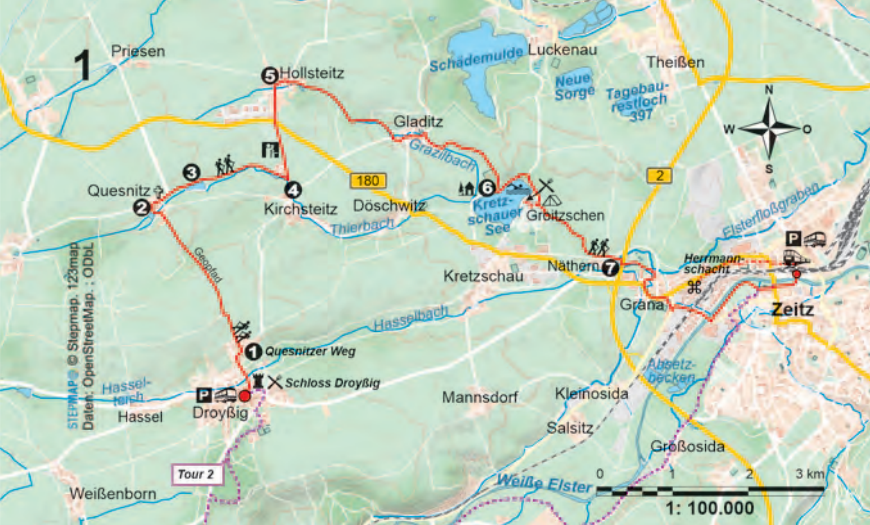 1
Priesen
5
Hollsteitz
Schädemulde
Luckenau
Theißen
Neue
Sorge
Tagebau-
restloch
397
N
W
O
S
Gladitz
Grazilbach
3
Quesnitz
2
4
Kirchsteitz
180
Döschwitz
Thierbach
6
Kretz-
schauer
See
Groitzschen
2
Elsterfloßgraben
P
Herrmann-
schacht
Näthern
7
Kretzschau
Grana
Zeitz
Geopfad
Hasselbach
1
Quesnitzer Weg
Schloss Droyßig
P
Droyßig
Hassel-
teich
Hassel
Absetz-
becken
Mannsdorf
Kleinosida
Salsitz
Großosida
Tour 2
Weißenborn
Weiße Elster
0
1
2
3 km
1: 100.000
STEPMAP © Stepmap, 123map
Daten: OpenStreetMap, : ODbL